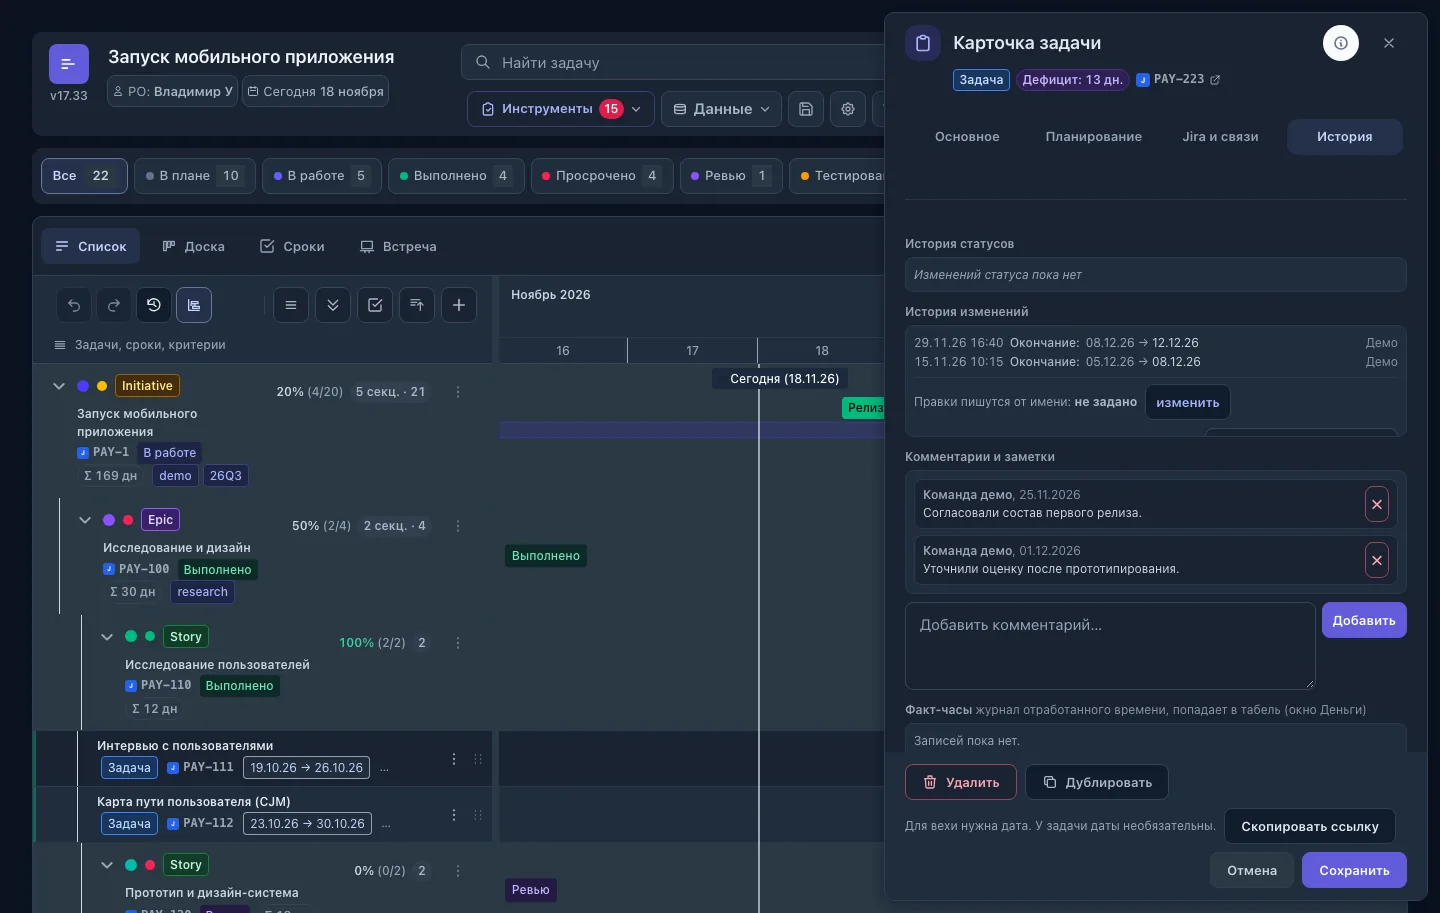 Запуск мобильного приложения
v17.33
PO: Владимир У
Сегодня 18 ноября
Найти задачу
Инструменты 15
Данные
Все 22
В плане 10
В работе 5
Выполнено 4
Просрочено 4
Ревью 1
Список
Доска
Сроки
Встреча
Задачи, сроки, критерии
Ноябрь 2026
16 17 18
Сегодня (18.11.26)
Initiative
20% (4/20) 5 секц. · 21
Запуск мобильного
приложения
PAY-1 В работе
Σ 169 дн demo 26Q3
Epic
50% (2/4) 2 секц. · 4
Исследование и дизайн
PAY-100 Выполнено
Σ 30 дн research
Выполнено
Story
100% (2/2) 2
Исследование пользователей
PAY-110 Выполнено
Σ 12 дн
Интервью с пользователями
Задача PAY-111 19.10.26 → 26.10.26 ...
Карта пути пользователя (CJM)
Задача PAY-112 23.10.26 → 30.10.26 ...
Story
0% (0/2) 2
Прототип и дизайн-система
Ревью
Карточка задачи
Задача Дефицит: 13 дн. PAY-223
Основное
Планирование
Jira и связи
История
История статусов
Изменений статуса пока нет
История изменений
29.11.26 16:40 Окончание: 08.12.26 → 12.12.26 Демо
15.11.26 10:15 Окончание: 05.12.26 → 08.12.26 Демо
Правки пишутся от имени: не задано изменить
Комментарии и заметки
Команда демо, 25.11.2026
Согласовали состав первого релиза.
Команда демо, 01.12.2026
Уточнили оценку после прототипирования.
Добавить комментарий...
Добавить
Факт-часы журнал отработанного времени, попадает в табель (окно Деньги)
Записей пока нет.
Удалить
Дублировать
Для вехи нужна дата. У задачи даты необязательны.
Скопировать ссылку
Отмена
Сохранить